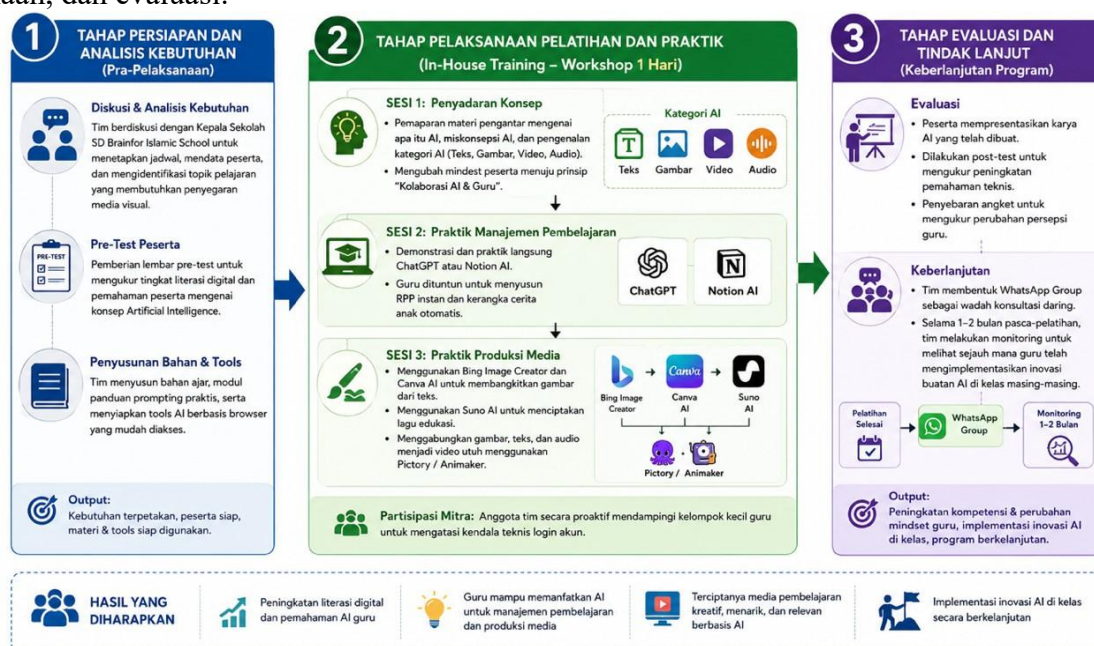 dan evaluasi.
1
TAHAP PERSIAPAN DAN
ANALISIS KEBUTUHAN
(Pra-Pelaksanaan)
Diskusi & Analisis Kebutuhan
Tim berdiskusi dengan Kepala Sekolah
SD Brainfor Islamic School untuk
menetapkan jadwal, mendata peserta,
dan mengidentifikasi topik pelajaran
yang membutuhkan penyegaran
media visual.
PRE-TEST
Pre-Test Peserta
Pemberian lembar pre-test untuk
mengukur tingkat literasi digital dan
pemahaman peserta mengenai
konsep Artificial Intelligence.
Penyusunan Bahan & Tools
Tim menyusun bahan ajar, modul
panduan prompting praktis, serta
menyiapkan tools AI berbasis browser
yang mudah diakses.
Output:
Kebutuhan terpetakan, peserta siap,
materi & tools siap digunakan.
2
TAHAP PELAKSANAAN PELATIHAN DAN PRAKTIK
(In-House Training – Workshop 1 Hari)
SESI 1: Penyadaran Konsep
• Pemaparan materi pengantar mengenai
apa itu AI, miskonsepsi AI, dan pengenalan
kategori AI (Teks, Gambar, Video, Audio).
• Mengubah mindest peserta menuju prinsip
"Kolaborasi AI & Guru".
Kategori AI
T
Teks Gambar Video Audio
SESI 2: Praktik Manajemen Pembelajaran
• Demonstrasi dan praktik langsung
ChatGPT atau Notion AI.
• Guru dituntun untuk menyusun
RPP instan dan kerangka cerita
anak otomatis.
ChatGPT Notion AI
SESI 3: Praktik Produksi Media
• Menggunakan Bing Image Creator dan
Canva AI untuk membangkitkan gambar
dari teks.
• Menggunakan Suno AI untuk menciptakan
lagu edukasi.
• Menggabungkan gambar, teks, dan audio
menjadi video utuh menggunakan
Pictory / Animaker.
Canva
Bing Image
Creator
Canva
AI
Suno
AI
Pictory / Animaker
Partisipasi Mitra: Anggota tim secara proaktif mendampingi kelompok kecil guru
untuk mengatasi kendala teknis login akun.
3
TAHAP EVALUASI DAN
TINDAK LANJUT
(Keberlanjutan Program)
Evaluasi
• Peserta mempresentasikan karya
AI yang telah dibuat.
• Dilakukan post-test untuk
mengukur peningkatan
pemahaman teknis.
• Penyebaran angket untuk
mengukur perubahan persepsi
guru.
Keberlanjutan
• Tim membentuk WhatsApp Group
sebagai wadah konsultasi daring.
• Selama 1–2 bulan pasca-pelatihan,
tim melakukan monitoring untuk
melihat sejauh mana guru telah
mengimplementasikan inovasi
buatan AI di kelas masing-masing.
Pelatihan
Selesai
WhatsApp
Group
Monitoring
1–2 Bulan
Output:
Peningkatan kompetensi & perubahan
mindset guru, implementasi inovasi AI
di kelas, program berkelanjutan.
HASIL YANG
DIHARAPKAN
Peningkatan literasi digital
dan pemahaman AI guru
Guru mampu memanfaatkan AI
untuk manajemen pembelajaran
dan produksi media
Terciptanya media pembelajaran
kreatif, menarik, dan relevan
berbasis AI
Implementasi inovasi AI di kelas
secara berkelanjutan